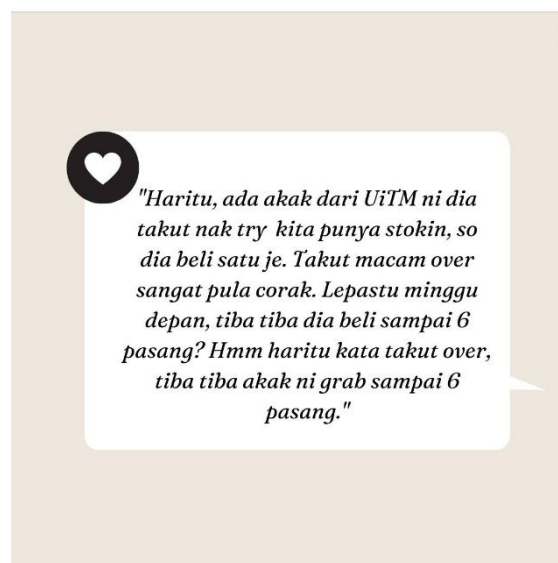 "Haritu, ada akak dari UiTM ni dia
takut nak try kita punya stokin, so
dia beli satu je. Takut macam over
sangat pula corak. Lepastu minggu
depan, tiba tiba dia beli sampai 6
pasang? Hmm haritu kata takut over,
tiba tiba akak ni grab sampai 6
pasang."